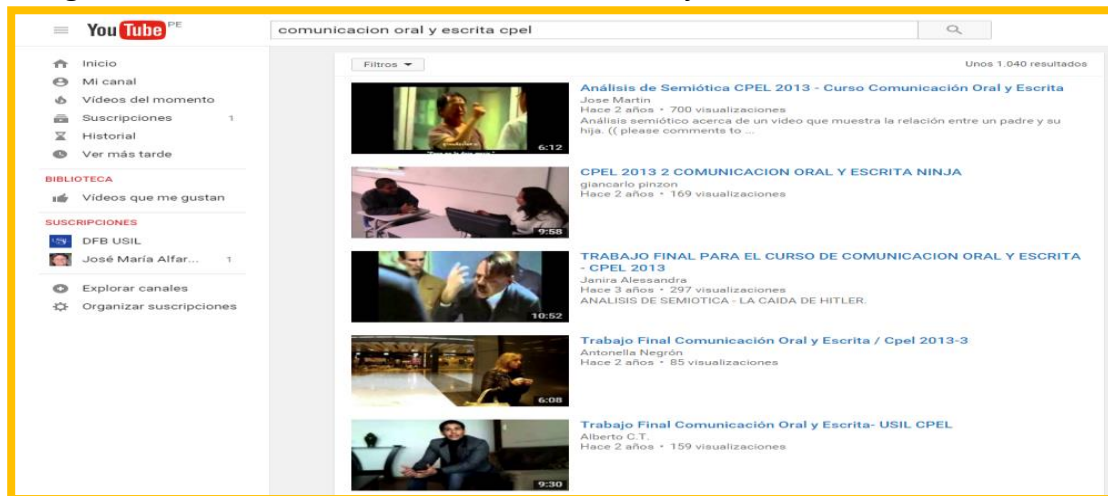 You Tube PE
comunicacion oral y escrita cpel
Inicio
Mi canal
Vídeos del momento
Suscripciones 1
Historial
Ver más tarde
BIBLIOTECA
Vídeos que me gustan
SUSCRIPCIONES
DFB USIL
José María Alfar... 1
Explorar canales
Organizar suscripciones
Filtros
Unos 1.040 resultados
Análisis de Semiótica CPEL 2013 - Curso Comunicación Oral y Escrita
Jose Martin
Hace 2 años • 700 visualizaciones
Análisis semiótico acerca de un video que muestra la relación entre un padre y su
hija. (( please comments to ...
6:12
CPEL 2013 2 COMUNICACION ORAL Y ESCRITA NINJA
giancarlo pinzon
Hace 2 años • 169 visualizaciones
9:58
TRABAJO FINAL PARA EL CURSO DE COMUNICACION ORAL Y ESCRITA
- CPEL 2013
Janira Alessandra
Hace 3 años • 297 visualizaciones
ANALISIS DE SEMIOTICA - LA CAIDA DE HITLER.
10:52
Trabajo Final Comunicación Oral y Escrita / Cpel 2013-3
Antonella Negrón
Hace 2 años • 85 visualizaciones
6:08
Trabajo Final Comunicación Oral y Escrita- USIL CPEL
Alberto C.T.
Hace 2 años • 159 visualizaciones
9:30